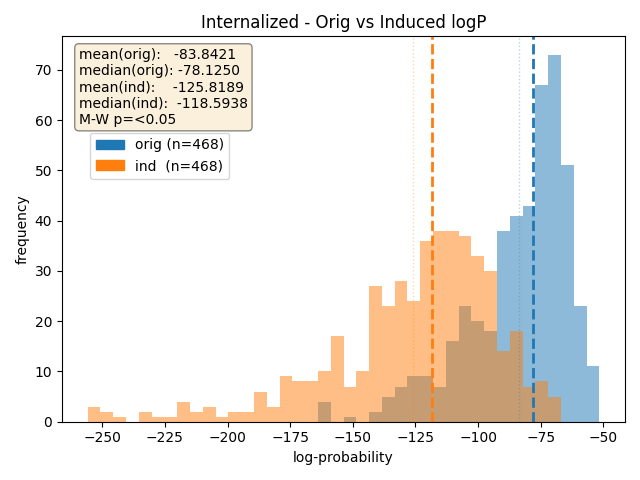 Internalized - Orig vs Induced logP
mean(orig): -83.8421
median(orig): -78.1250
mean(ind): -125.8189
median(ind): -118.5938
M-W p=<0.05
orig (n=468)
ind (n=468)
frequency
70
60
50
40
30
20
10
0
−250 −225 −200 −175 −150 −125 −100 −75 −50
log-probability